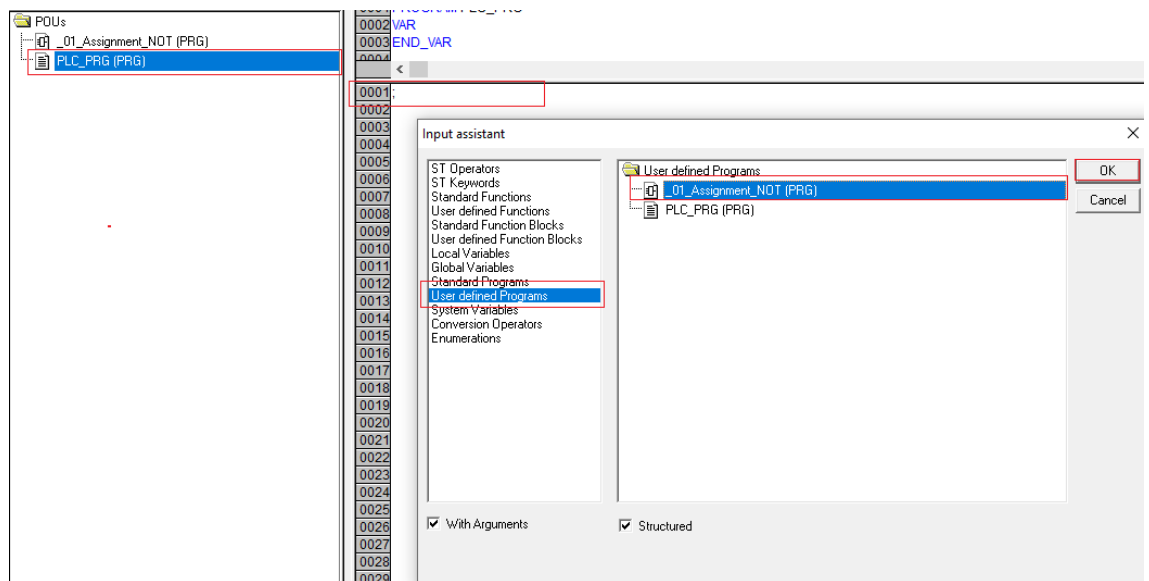 POUs
_01_Assignment_NOT (PRG)
PLC_PRG (PRG)
0002 VAR
0003 END_VAR
0004
<
0001 ;
0002
0003
0004
0005
0006
0007
0008
0009
0010
0011
0012
0013
0014
0015
0016
0017
0018
0019
0020
0021
0022
0023
0024
0025
0026
0027
0028
0029
Input assistant
ST Operators
ST Keywords
Standard Functions
User defined Functions
Standard Function Blocks
User defined Function Blocks
Local Variables
Global Variables
Standard Programs
User defined Programs
System Variables
Conversion Operators
Enumerations
User defined Programs
_01_Assignment_NOT (PRG)
PLC_PRG (PRG)
OK
Cancel
With Arguments
Structured